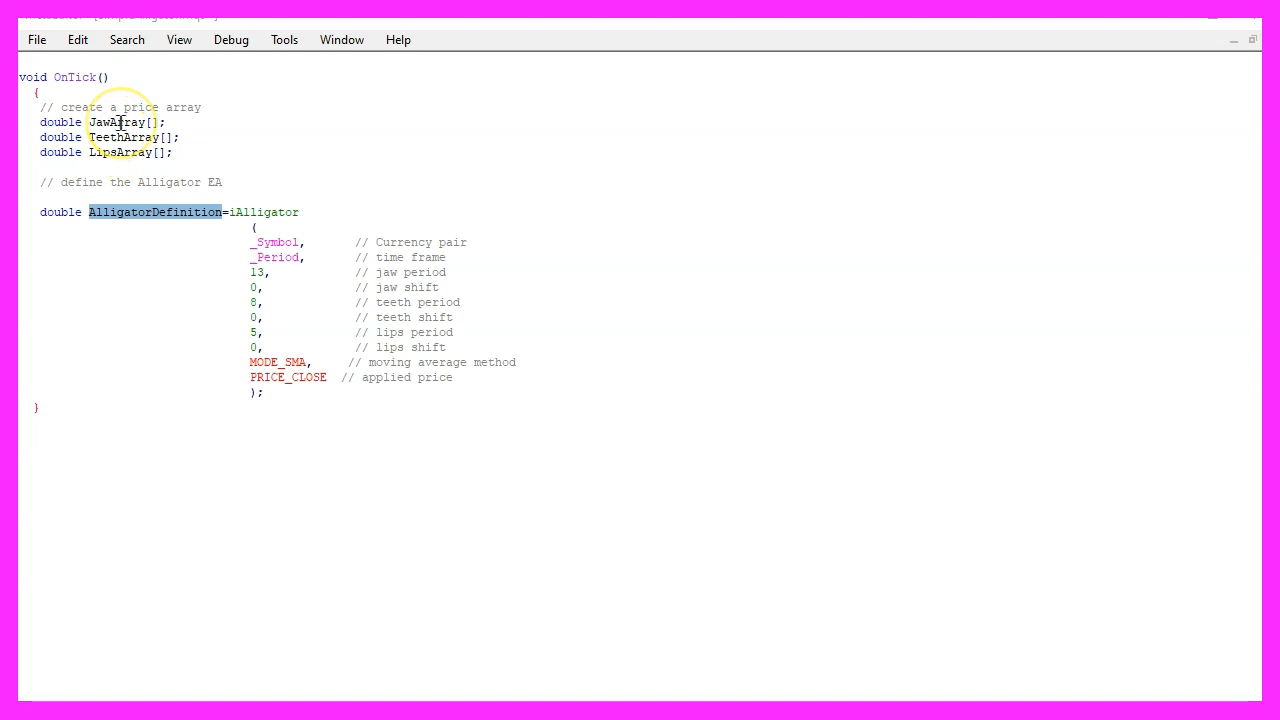 File Edit Search View Debug Tools Window Help
void OnTick()
{
// create a price array
double JawArray[];
double TeethArray[];
double LipsArray[];
// define the Alligator EA
double AlligatorDefinition=iAlligator
(
_Symbol, // Currency pair
_Period, // time frame
13, // jaw period
0, // jaw shift
8, // teeth period
0, // teeth shift
5, // lips period
0, // lips shift
MODE_SMA, // moving average method
PRICE_CLOSE // applied price
);
}